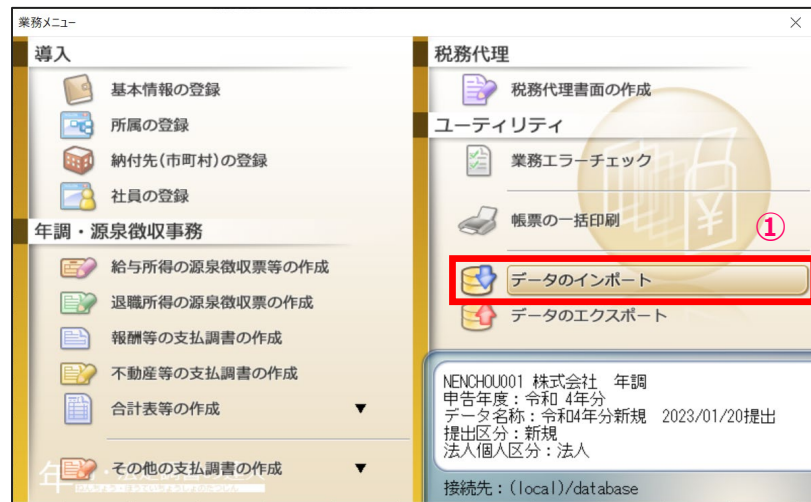 業務メニュー
導入
基本情報の登録
所属の登録
納付先(市町村)の登録
社員の登録
年調・源泉徴収事務
給与所得の源泉徴収票等の作成
退職所得の源泉徴収票の作成
報酬等の支払調書の作成
不動産等の支払調書の作成
合計表等の作成 ▼
その他の支払調書の作成 ▼
税務代理
税務代理書面の作成
ユーティリティ
業務エラーチェック
帳票の一括印刷
①
データのインポート
データのエクスポート
NENCHOU001 株式会社 年調
申告年度：令和 4年分
データ名称：令和4年分新規 2023/01/20提出
提出区分：新規
法人個人区分：法人
接続先：(local)/database